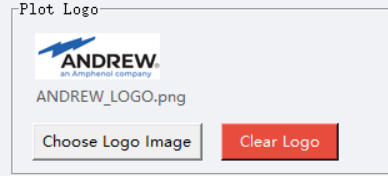 Plot Logo
ANDREW.
an Amphenol company
ANDREW_LOGO.png
Choose Logo Image
Clear Logo